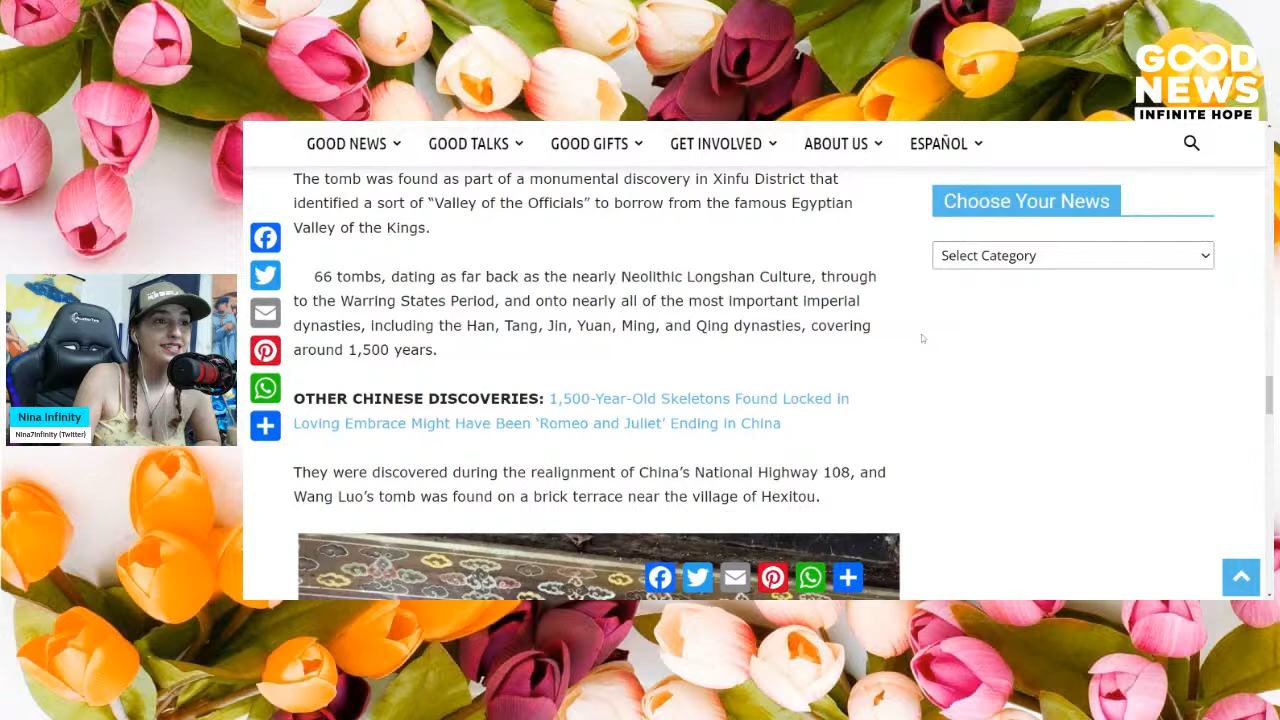 GOOD
NEWS
INFINITE HOPE
GOOD NEWS GOOD TALKS GOOD GIFTS GET INVOLVED ABOUT US ESPAÑOL
The tomb was found as part of a monumental discovery in Xinfu District that
identified a sort of “Valley of the Officials” to borrow from the famous Egyptian
Valley of the Kings.
66 tombs, dating as far back as the nearly Neolithic Longshan Culture, through
to the Warring States Period, and onto nearly all of the most important imperial
dynasties, including the Han, Tang, Jin, Yuan, Ming, and Qing dynasties, covering
around 1,500 years.
OTHER CHINESE DISCOVERIES: 1,500-Year-Old Skeletons Found Locked in
Loving Embrace Might Have Been ‘Romeo and Juliet’ Ending in China
They were discovered during the realignment of China’s National Highway 108, and
Wang Luo’s tomb was found on a brick terrace near the village of Hexitou.
Choose Your News
Select Category
Nina Infinity
Nina7Infinity (Twitter)